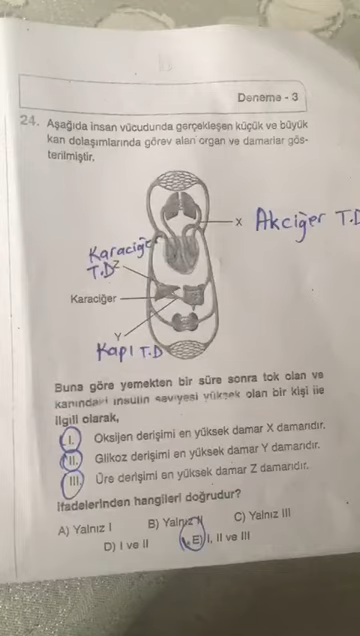 Deneme - 3
24. Aşağıda insan vücudunda gerçekleşen küçük ve büyük
kan dolaşımlarında görev alan organ ve damarlar gös-
terilmiştir.
X Akciğer T.D
Karaciğer
T.D Z
Karaciğer
Y
Kapı T.D
Buna göre yemekten bir süre sonra tok olan ve
kanındaki insülin seviyesi yüksek olan bir kişi ile
ilgili olarak,
I. Oksijen derişimi en yüksek damar X damarıdır.
II. Glikoz derişimi en yüksek damar Y damarıdır.
III. Üre derişimi en yüksek damar Z damarıdır.
ifadelerinden hangileri doğrudur?
A) Yalnız I B) Yalnız II C) Yalnız III
D) I ve II E) I, II ve III